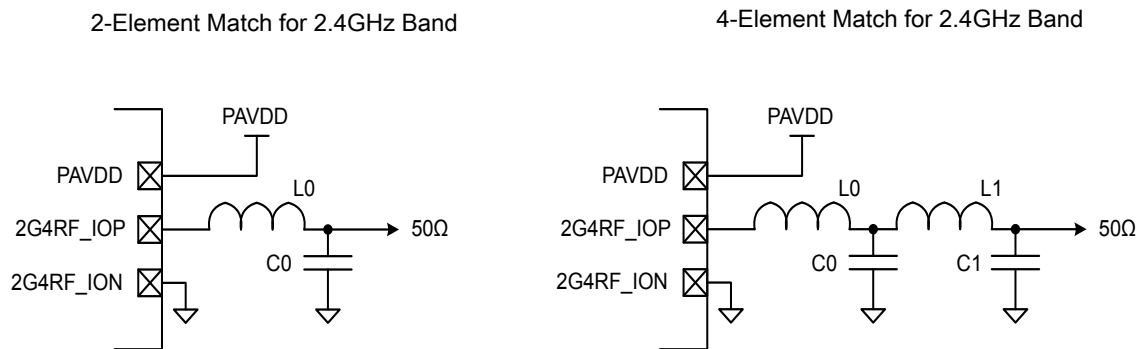 2-Element Match for 2.4GHz Band
PAVDD
PAVDD
L0
2G4RF_IOP
50Ω
C0
2G4RF_ION
4-Element Match for 2.4GHz Band
PAVDD
PAVDD
L0
L1
2G4RF_IOP
50Ω
C0
C1
2G4RF_ION